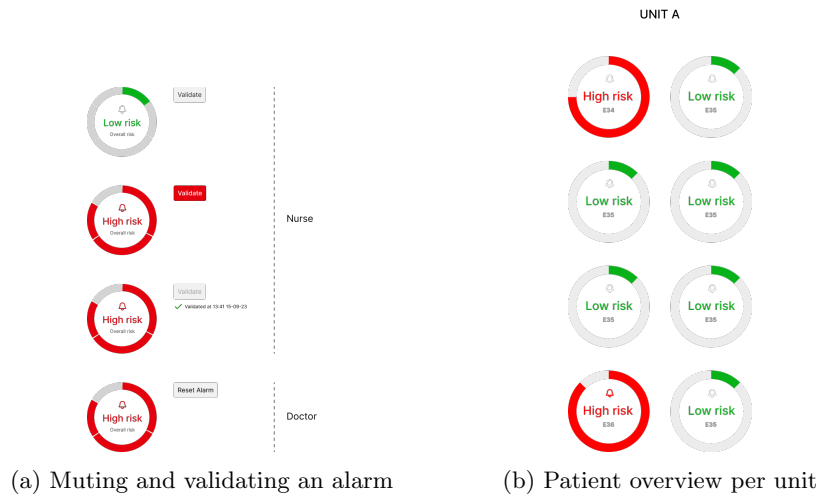 UNIT A
Validate
Low risk
Overall risk
Validate
High risk
Overall risk
Nurse
Validate
Validated at 13:41 15-09-23
High risk
Overall risk
Reset Alarm
High risk
Overall risk
Doctor
High risk
E34
Low risk
E35
Low risk
E35
Low risk
E35
Low risk
E35
Low risk
E35
High risk
E36
Low risk
E35
(a) Muting and validating an alarm
(b) Patient overview per unit